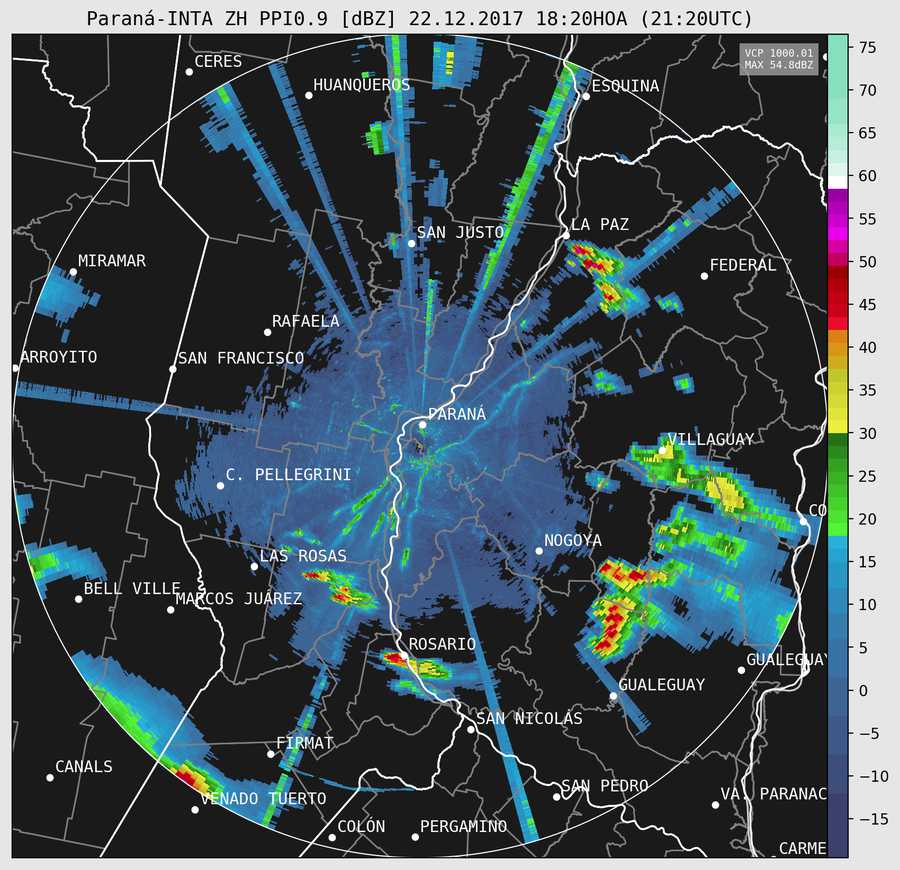 Paraná-INTA ZH PPI0.9 [dBZ] 22.12.2017 18:20HOA (21:20UTC)
VCP 1000.01
MAX 54.8dBZ
CERES
HUANQUEROS
ESQUINA
SAN JUSTO
LA PAZ
MIRAMAR
FEDERAL
RAFAELA
ARROYITO
SAN FRANCISCO
PARANÁ
VILLAGUAY
C. PELLEGRINI
CO
NOGOYA
LAS ROSAS
BELL VILLE
MARCOS JUÁREZ
ROSARIO
GUALEGUAY
GUALEGUAY
SAN NICOLÁS
FIRMAT
CANALS
SAN PEDRO
VENADO TUERTO
VA. PARANAC
COLÓN
PERGAMINO
CARME
75
70
65
60
55
50
45
40
35
30
25
20
15
10
5
0
−5
−10
−15